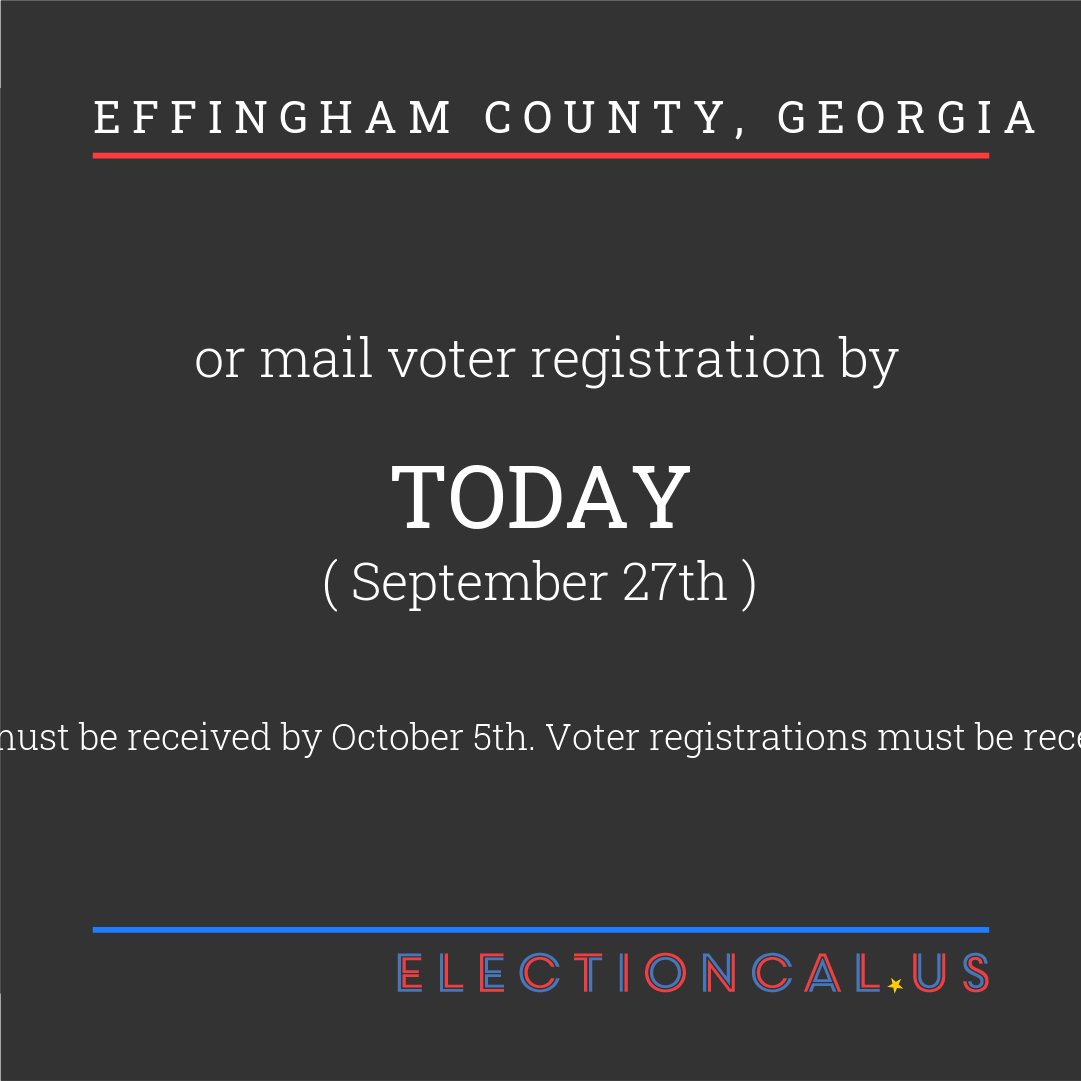 EFFINGHAM COUNTY, GEORGIA
or mail voter registration by
TODAY
( September 27th )
must be received by October 5th. Voter registrations must be rece
ELECTIONCAL.US